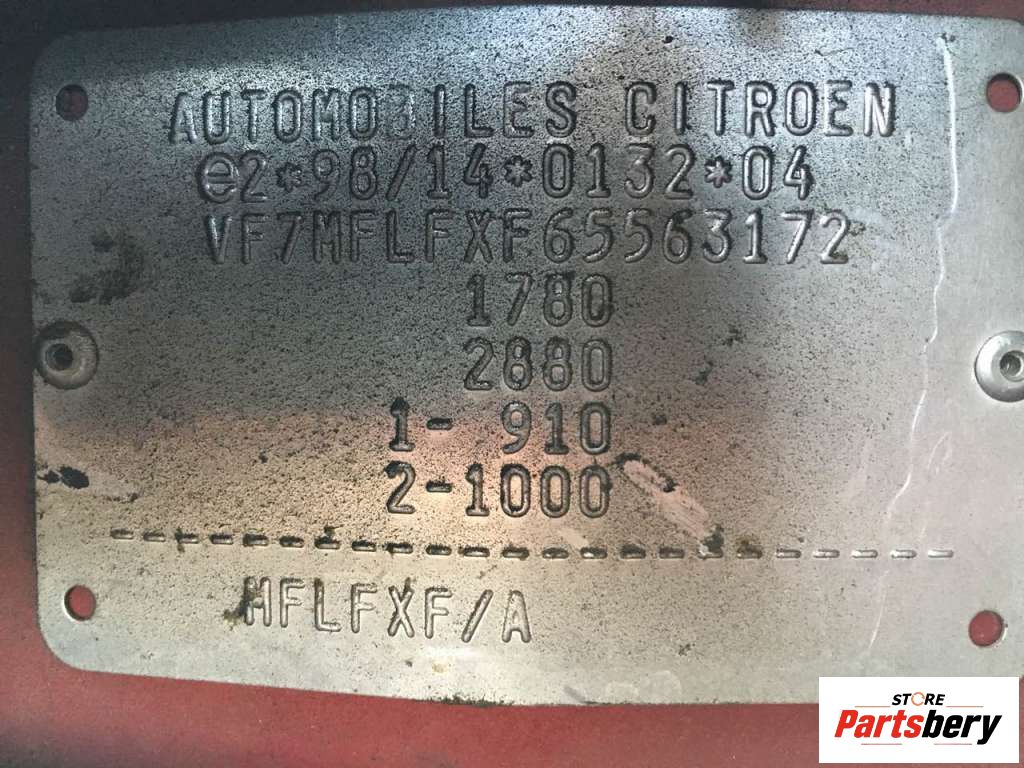 AUTOMOBILES CITROEN
e2*98/14*0132*04
VF7MFLFXF65563172
1780
2880
1- 910
2-1000
-------------------------------
MFLFXF/A
STORE
Partsbery